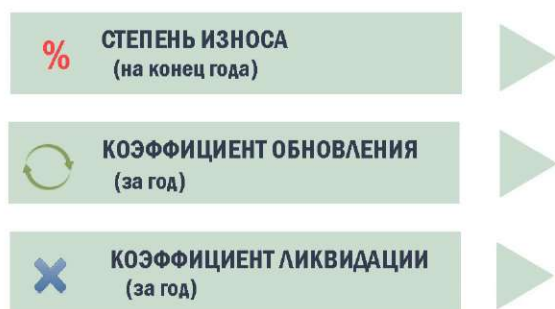 %
СТЕПЕНЬ ИЗНОСА
(на конец года)
КОЭФФИЦИЕНТ ОБНОВЛЕНИЯ
(за год)
КОЭФФИЦИЕНТ ЛИКВИДАЦИИ
(за год)